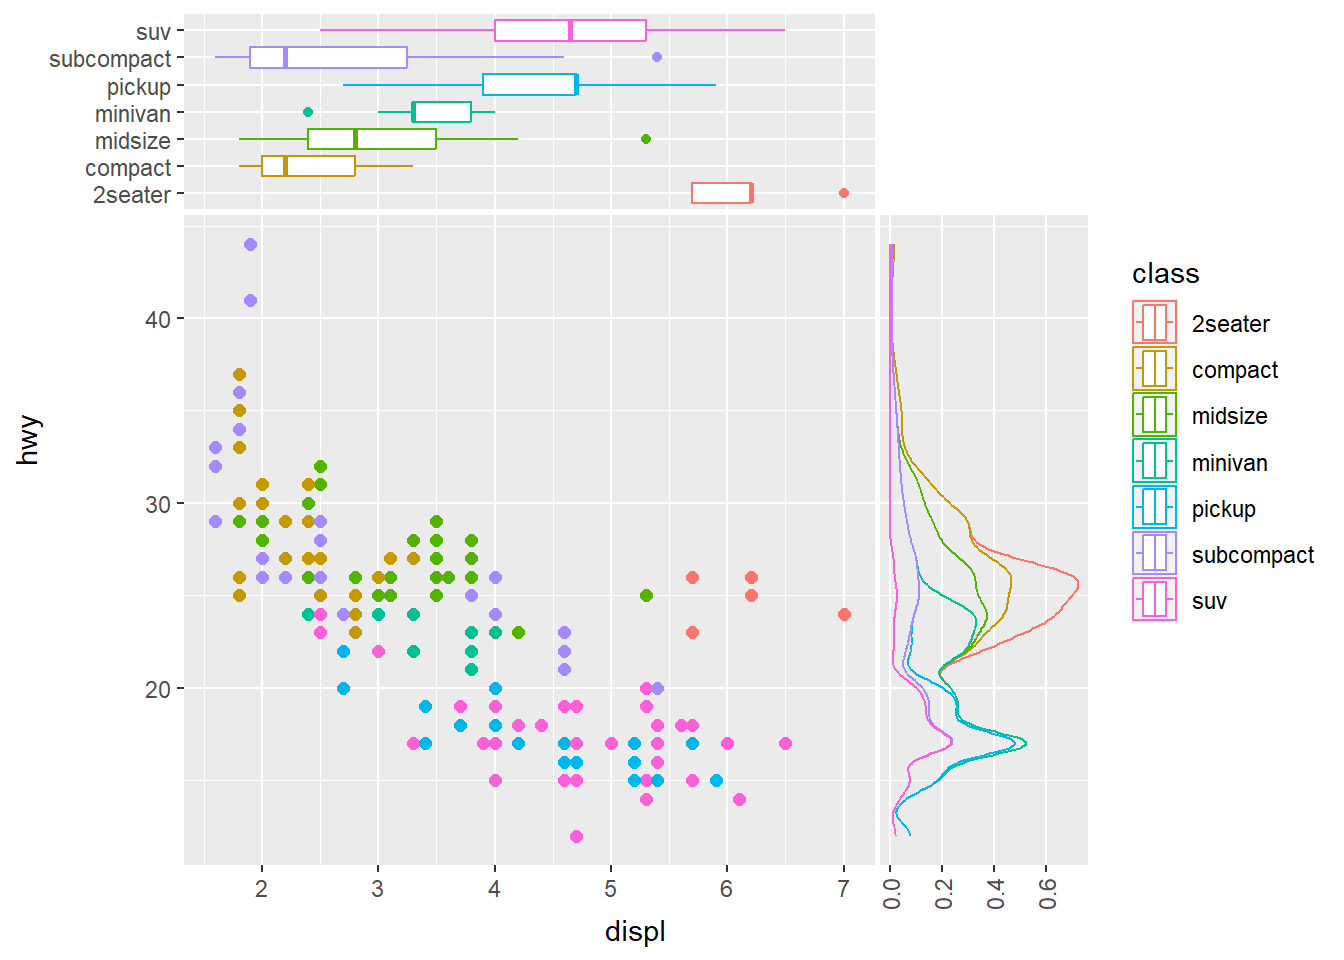 suv
subcompact
pickup
minivan
midsize
compact
2seater
40
30
20
hwy
2
3
4
5
6
7
displ
0.0
0.2
0.4
0.6
class
2seater
compact
midsize
minivan
pickup
subcompact
suv